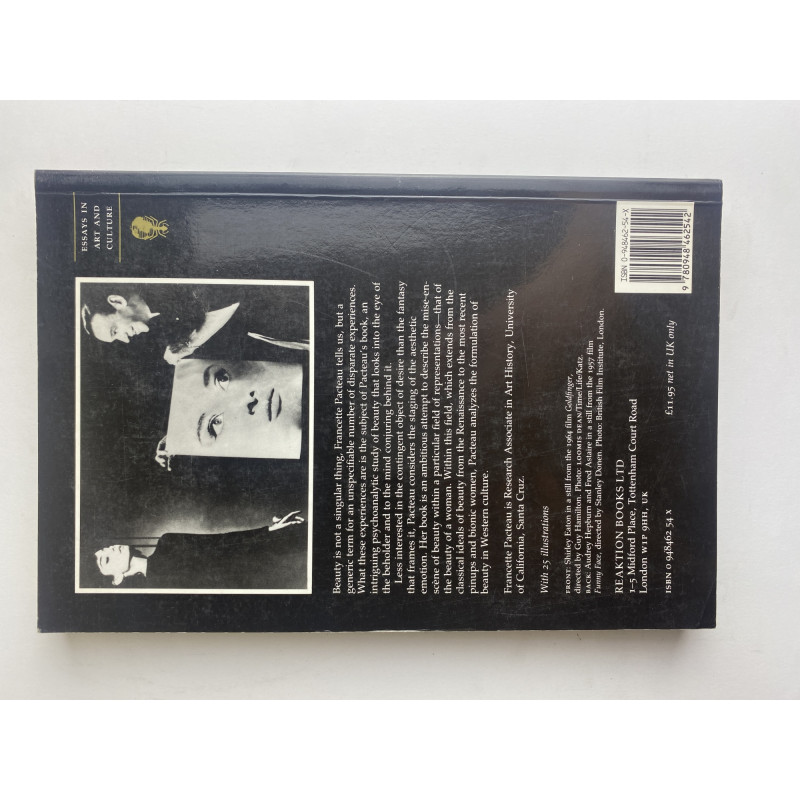 ESSAYS IN
ART AND
CULTURE
Beauty is not a singular thing, Francette Pacteau tells us, but a
generic term for an unspecifiable number of disparate experiences.
What these experiences are is the subject of Pacteau's book, an
intriguing psychoanalytic study of beauty that looks into the eye of
the beholder and to the mind conjuring behind it.
Less interested in the contingent object of desire than the fantasy
that frames it, Pacteau considers the staging of the aesthetic
emotion. Her book is an ambitious attempt to describe the mise-en-
scène of beauty within a particular field of representations—that of
the beauty of a woman. Within this field, which extends from the
classical ideals of beauty from the Renaissance to the most recent
pinups and bionic women, Pacteau analyzes the formulation of
beauty in Western culture.
Francette Pacteau is Research Associate in Art History, University
of California, Santa Cruz.
With 25 illustrations
FRONT: Shirley Eaton in a still from the 1964 film Goldfinger,
directed by Guy Hamilton. Photo: LOOMIS DEAN/Time/Life/Katz.
BACK: Audrey Hepburn and Fred Astaire in a still from the 1957 film
Funny Face, directed by Stanley Donen. Photo: British Film Institute, London.
REAKTION BOOKS LTD
1–5 Midford Place, Tottenham Court Road
London W1P 9HH, UK
ISBN 0 948462 54 X
£11.95 net in UK only
ISBN 0-948462-54-X
9 780948 462542